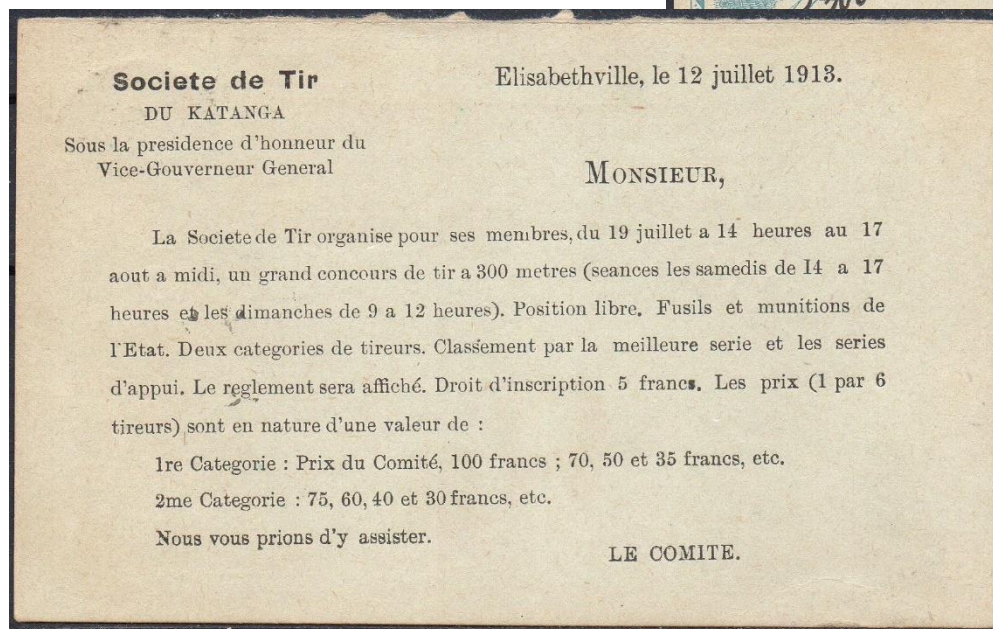 Societe de Tir
DU KATANGA
Sous la presidence d'honneur du
Vice-Gouverneur General
Elisabethville, le 12 juillet 1913.
MONSIEUR,
La Societe de Tir organise pour ses membres, du 19 juillet a 14 heures au 17
aout a midi, un grand concours de tir a 300 metres (seances les samedis de I4 a 17
heures et les dimanches de 9 a 12 heures). Position libre. Fusils et munitions de
l'Etat. Deux categories de tireurs. Classement par la meilleure serie et les series
d'appui. Le reglement sera affiché. Droit d'inscription 5 francs. Les prix (1 par 6
tireurs) sont en nature d'une valeur de :
1re Categorie : Prix du Comité, 100 francs ; 70, 50 et 35 francs, etc.
2me Categorie : 75, 60, 40 et 30 francs, etc.
Nous vous prions d'y assister.
LE COMITE.